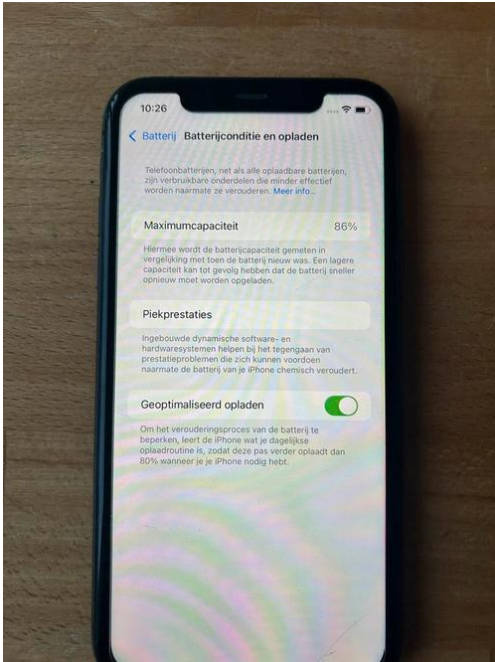 10:26
Batterij Batterijconditie en opladen
Telefoonbatterijen, net als alle oplaadbare batterijen,
zijn verbruikbare onderdelen die minder effectief
worden naarmate ze verouderen. Meer info...
Maximumcapaciteit 86%
Hiermee wordt de batterijcapaciteit gemeten in
vergelijking met toen de batterij nieuw was. Een lagere
capaciteit kan tot gevolg hebben dat de batterij sneller
opnieuw moet worden opgeladen.
Piekprestaties
Ingebouwde dynamische software- en
hardwaresystemen helpen bij het tegengaan van
prestatieproblemen die zich kunnen voordoen
naarmate de batterij van je iPhone chemisch veroudert.
Geoptimaliseerd opladen
Om het verouderingsproces van de batterij te
beperken, leert de iPhone wat je dagelijkse
oplaadroutine is, zodat deze pas verder oplaadt dan
80% wanneer je je iPhone nodig hebt.